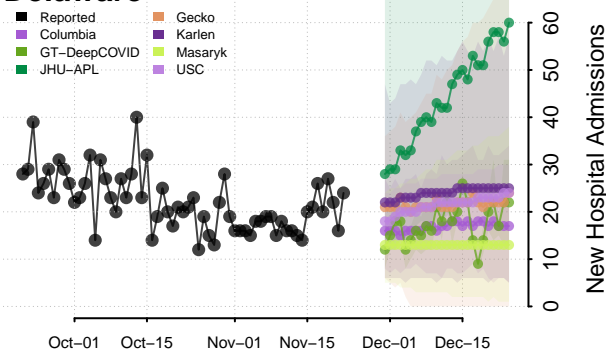 Reported
Columbia
GT−DeepCOVID
JHU−APL
Gecko
Karlen
Masaryk
USC
0
10
20
30
40
50
60
New Hospital Admissions
Oct−01
Oct−15
Nov−01
Nov−15
Dec−01
Dec−15